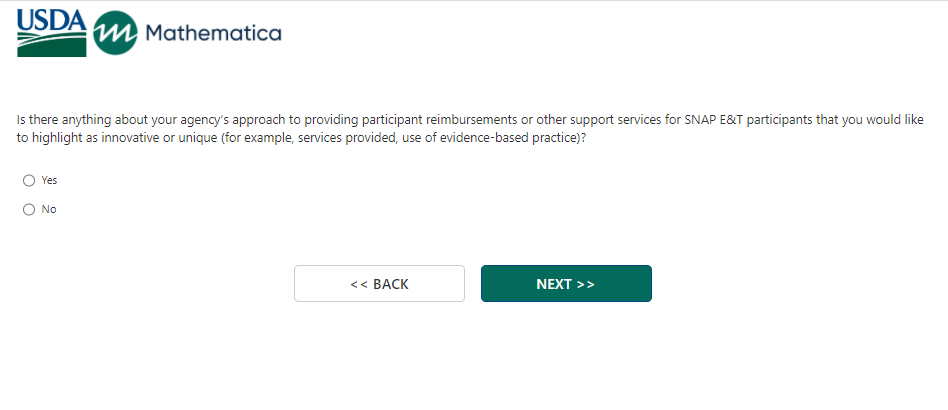 USDA
m Mathematica
Is there anything about your agency's approach to providing participant reimbursements or other support services for SNAP E&T participants that you would like
to highlight as innovative or unique (for example, services provided, use of evidence-based practice)?
Yes
No
<< BACK
NEXT >>